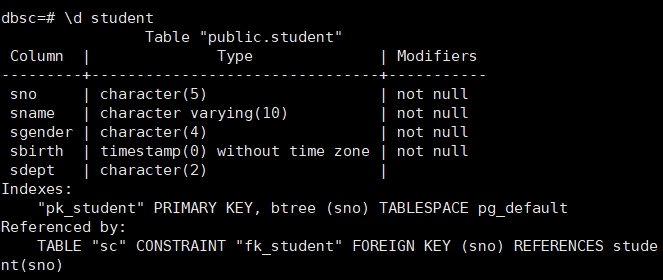 dbsc=# \d student
                Table "public.student"
 Column  |              Type              | Modifiers
---------+--------------------------------+-----------
 sno     | character(5)                   | not null
 sname   | character varying(10)          | not null
 sgender | character(4)                   | not null
 sbirth  | timestamp(0) without time zone | not null
 sdept   | character(2)                   |
Indexes:
    "pk_student" PRIMARY KEY, btree (sno) TABLESPACE pg_default
Referenced by:
    TABLE "sc" CONSTRAINT "fk_student" FOREIGN KEY (sno) REFERENCES stude
nt(sno)